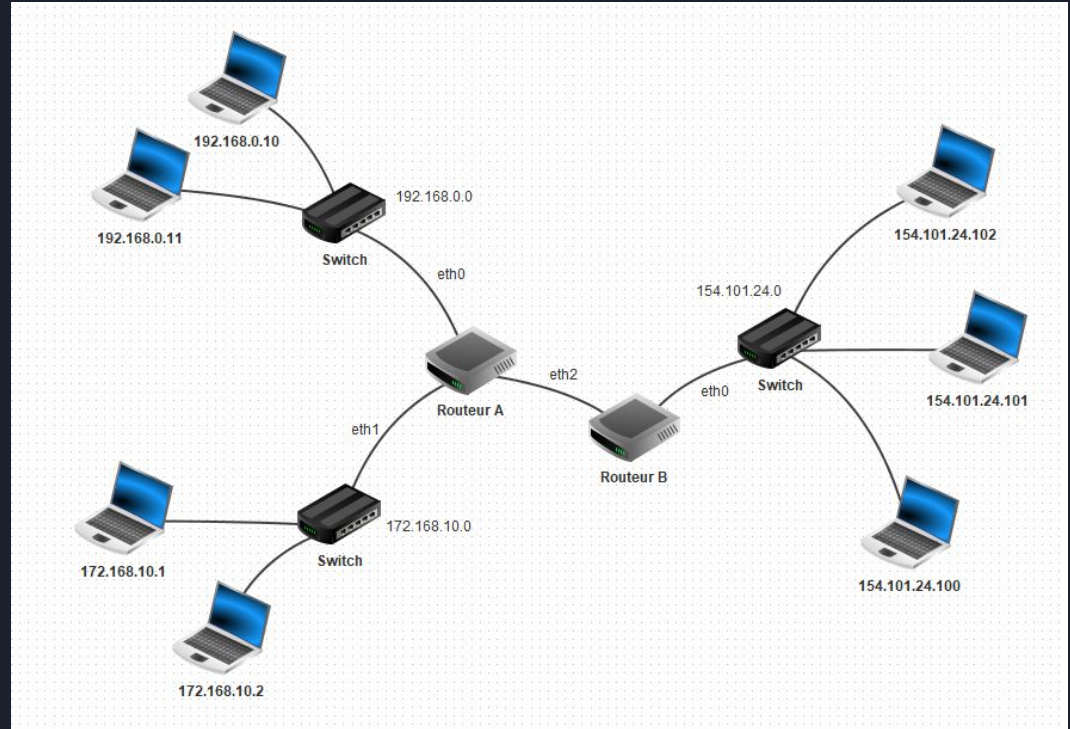 192.168.0.10
192.168.0.11
192.168.0.0
Switch
eth0
Routeur A
eth1
eth2
172.168.10.0
Switch
172.168.10.1
172.168.10.2
Routeur B
eth0
154.101.24.0
Switch
154.101.24.102
154.101.24.101
154.101.24.100